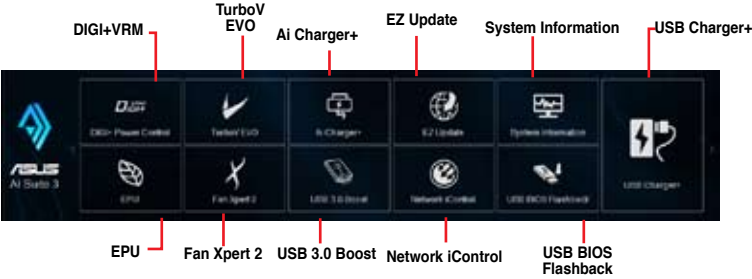 DIGI+VRM
TurboV
EVO
Ai Charger+
EZ Update
System Information
USB Charger+
DIGI+
DIGI+ Power Control
TurboV EVO
Ai Charger+
EZ Update
System Information
ASUS
AI Suite 3
EPU
Fan Xpert 2
USB 3.0 Boost
Network iControl
USB BIOS Flashback
USB Charger+
EPU
Fan Xpert 2
USB 3.0 Boost
Network iControl
USB BIOS
Flashback